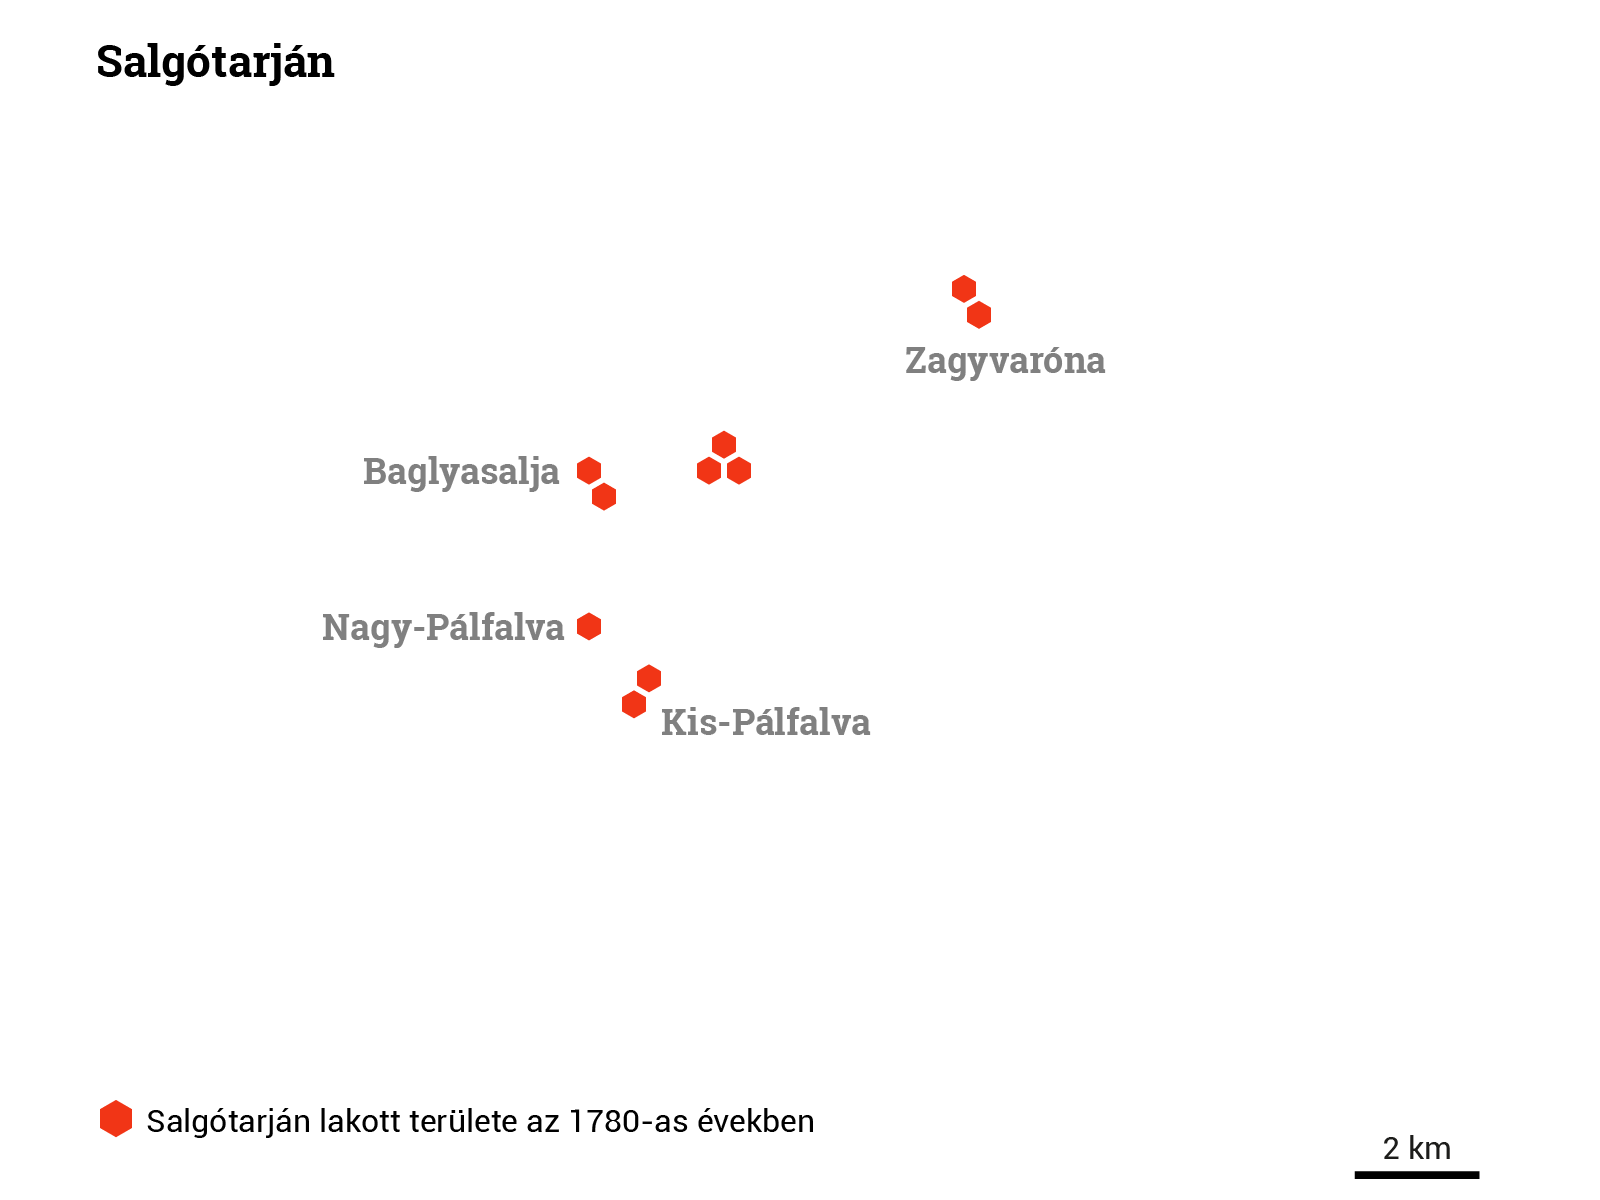 Salgótarján
Zagyvaróna
Baglyasalja
Nagy-Pálfalva
Kis-Pálfalva
Salgótarján lakott területe az 1780-as években
2 km